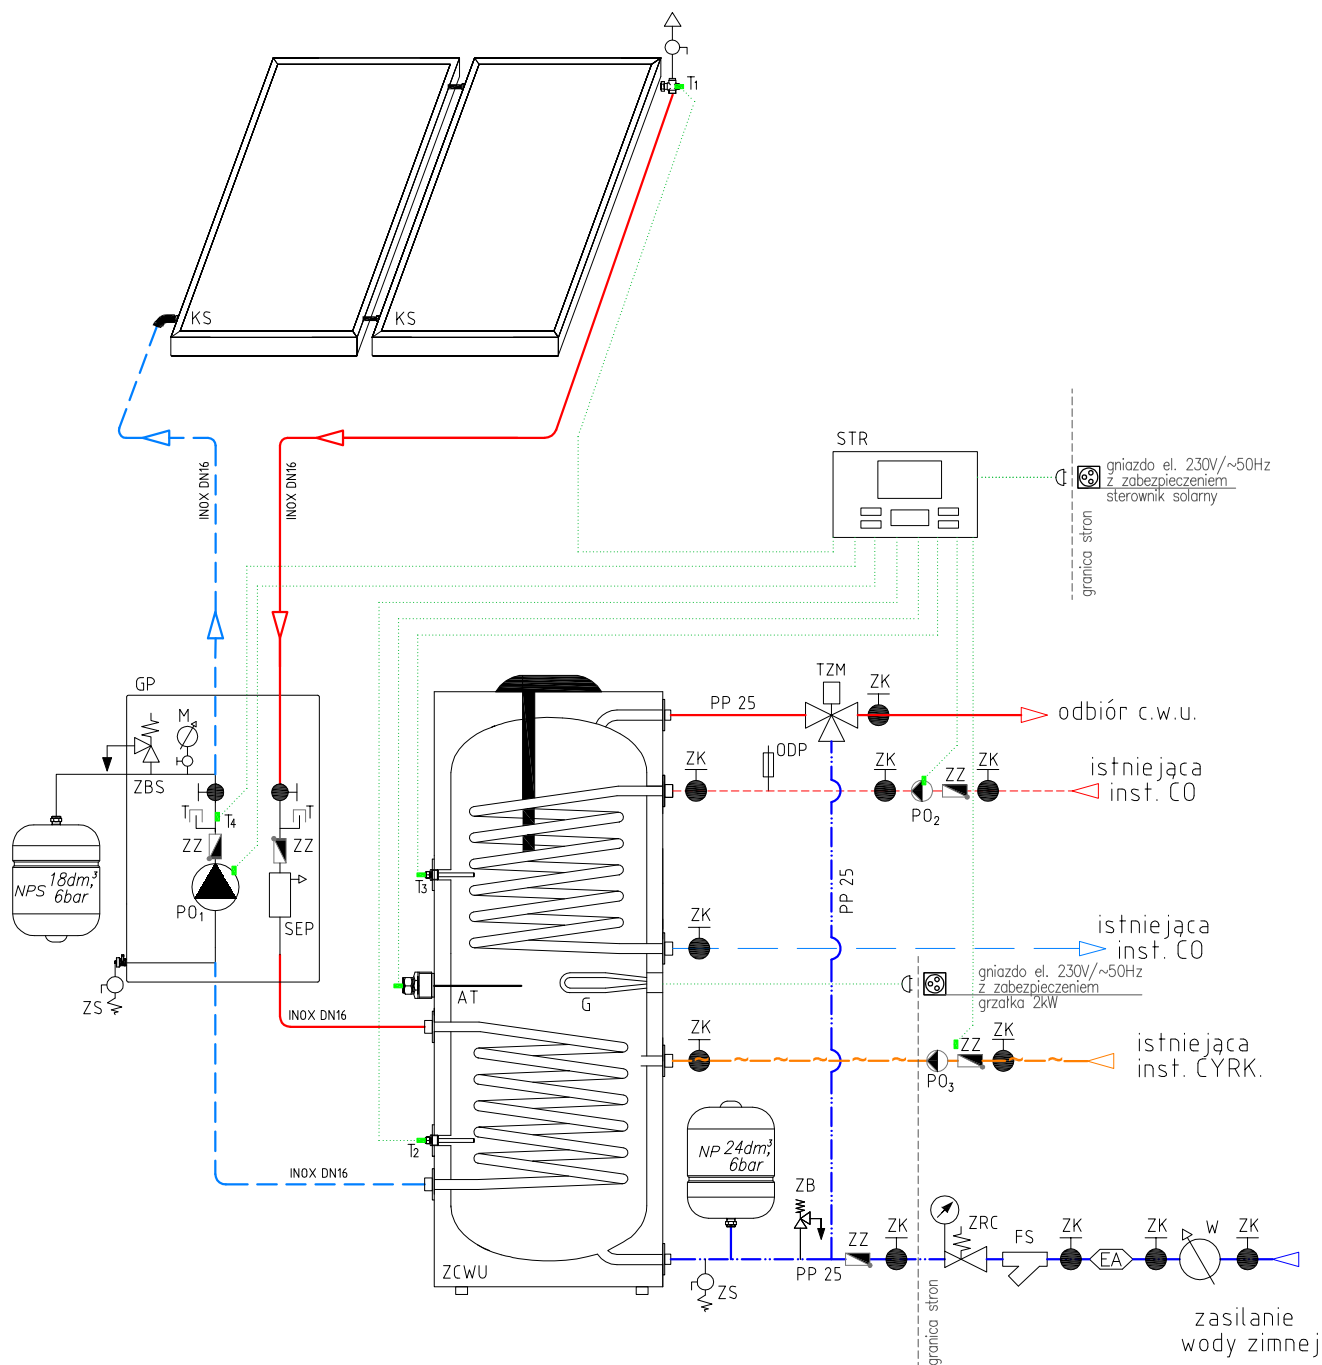 T1
KS
KS
STR
gniazdo el. 230V/~50Hz
z zabezpieczeniem
sterownik solarny
granica stron
INOX DN16
INOX DN16
GP
M
ZBS
T
T4
T
ZZ
ZZ
PO1
SEP
NPS 18dm,³
6bar
ZS
INOX DN16
INOX DN16
TZM
ZK
PP 25
odbiór c.w.u.
ODP
ZK
ZK
ZZ
ZK
PO2
istniejąca
inst. CO
T3
PP 25
ZK
istniejąca
inst. CO
AT
G
gniazdo el. 230V/~50Hz
z zabezpieczeniem
grzałka 2kW
ZK
ZZ
ZK
PO3
istniejąca
inst. CYRK.
T2
NP 24dm,³
6bar
ZB
ZZ
ZK
ZRC
FS
ZK
EA
ZK
W
ZK
ZCWU
PP 25
ZS
granica stron
zasilanie
wody zimnej